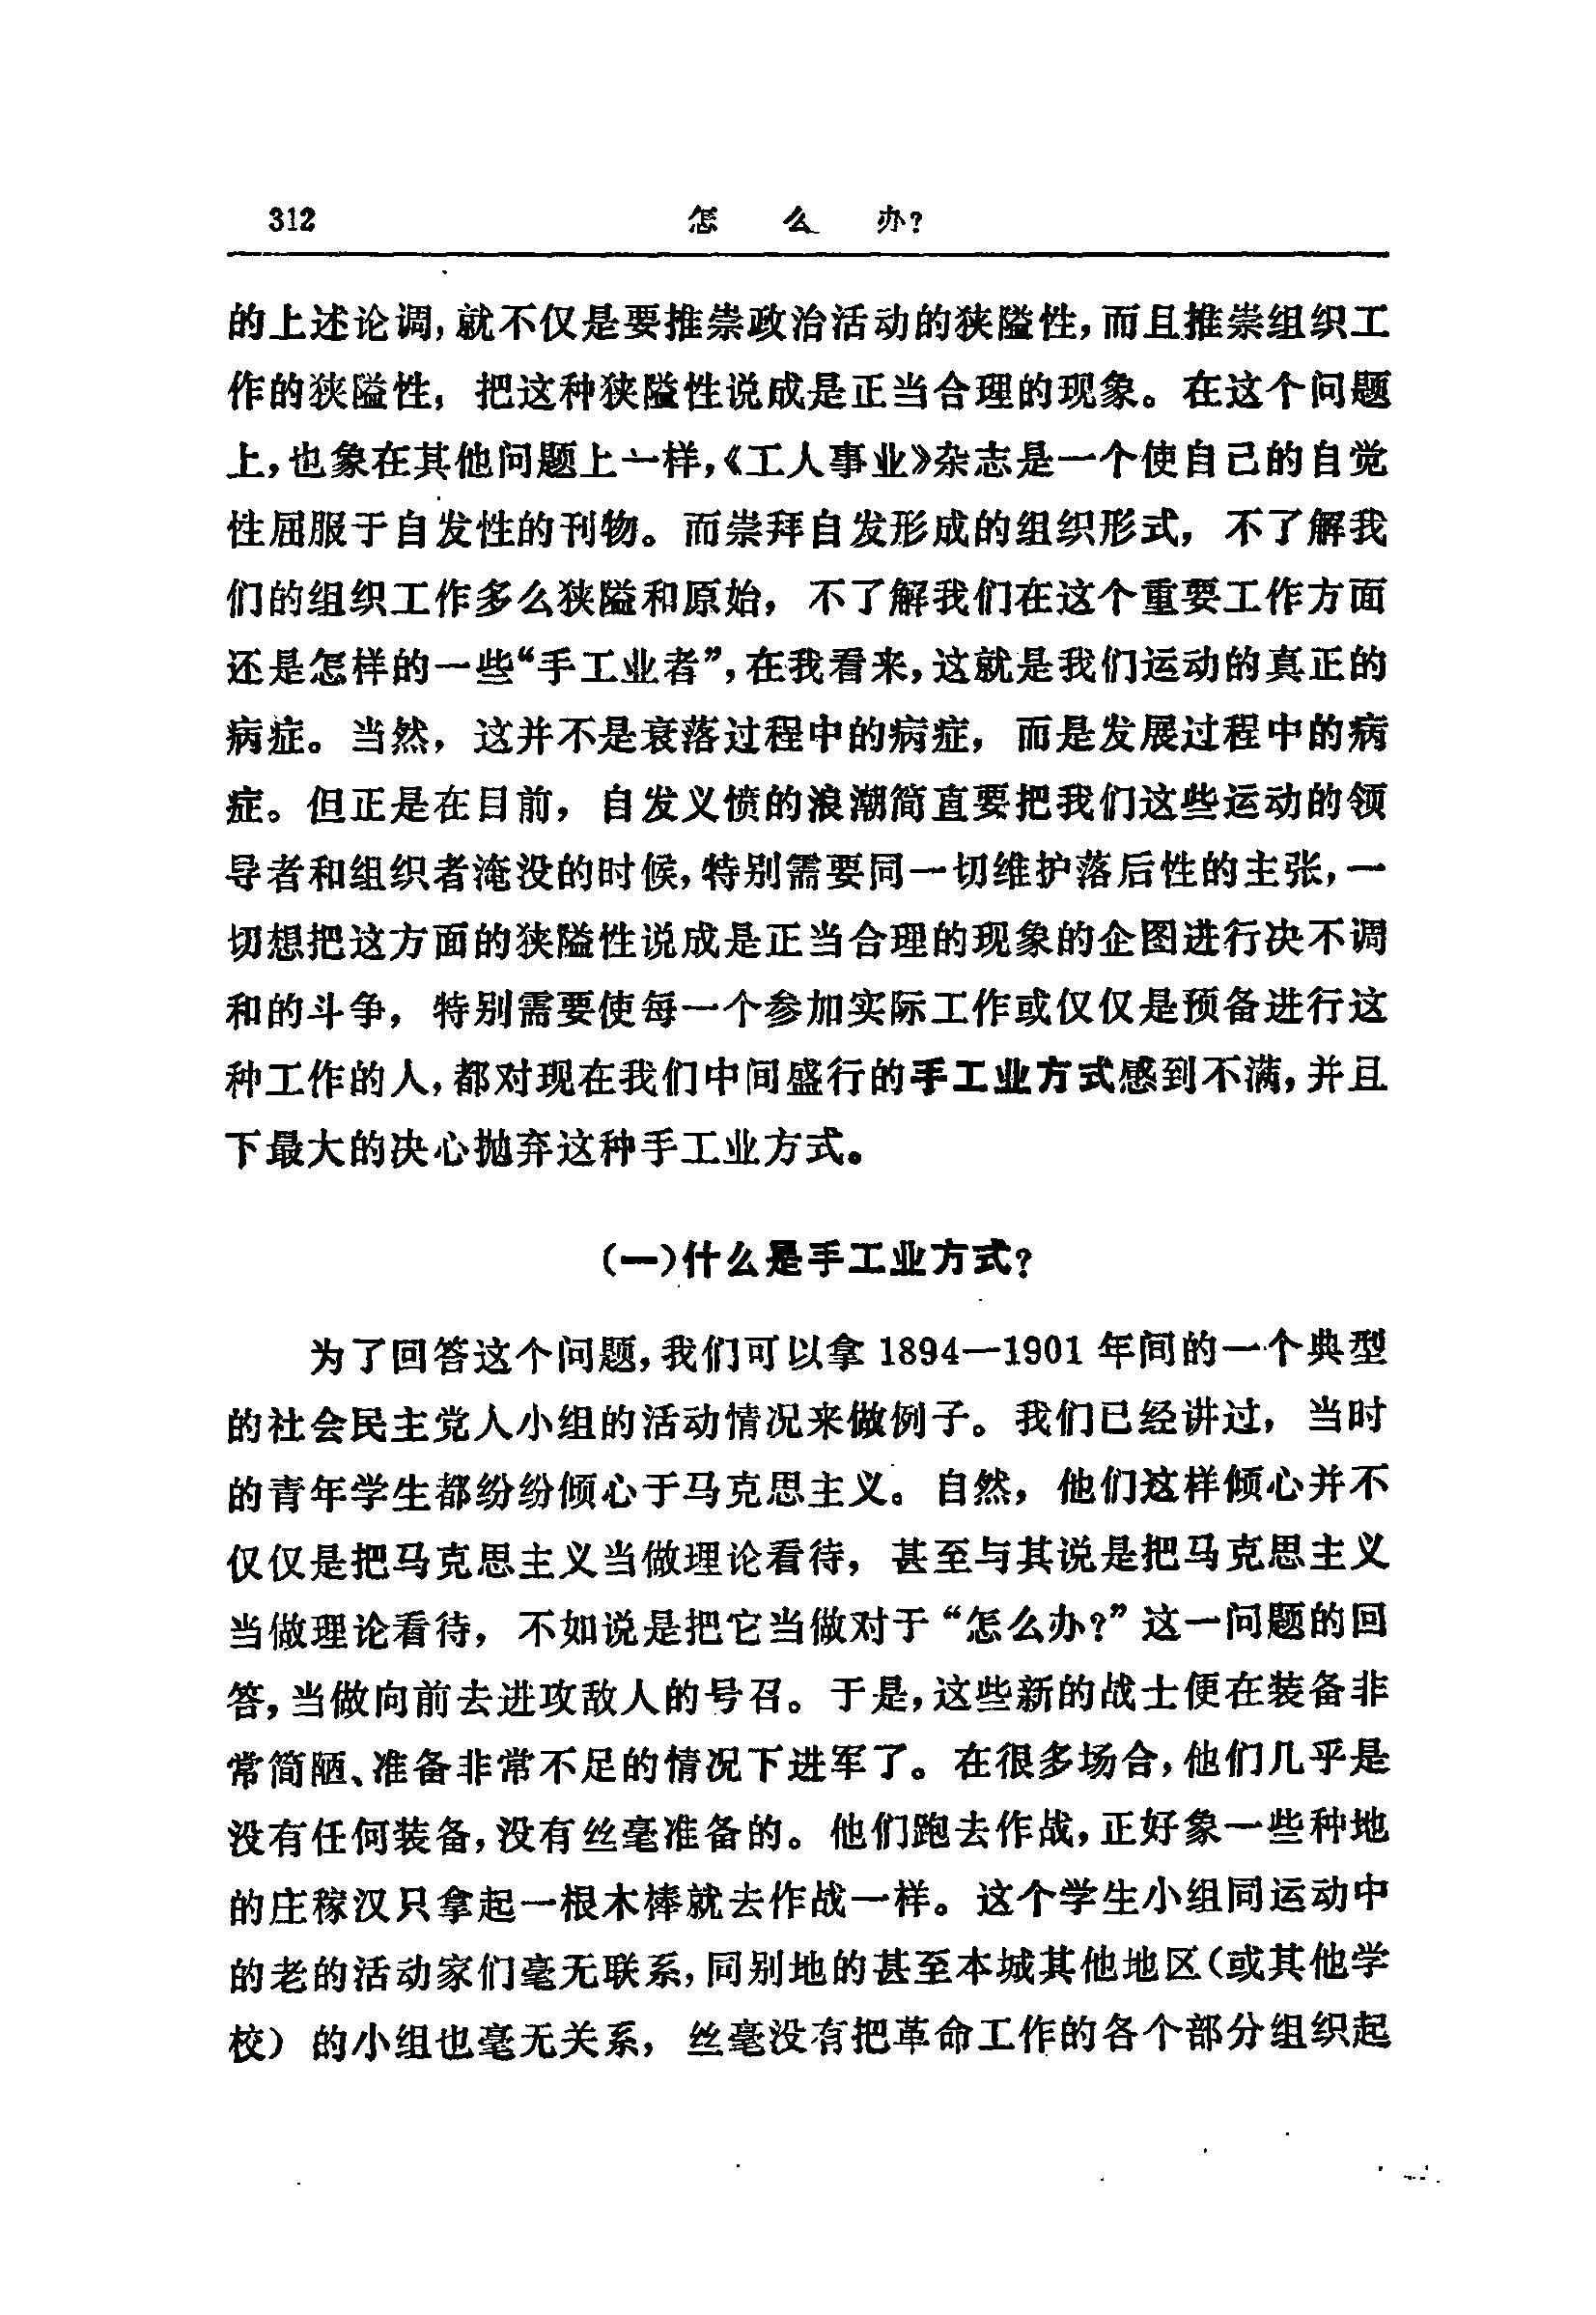 312 怎么办?
的上述论调,就不仅是要推崇政治活动的狭隘性,而且推崇组织工
作的狭隘性,把这种狭隘性说成是正当合理的现象。在这个问题
上,也象在其他问题上一样,《工人事业》杂志是一个使自己的自觉
性屈服于自发性的刊物。而崇拜自发形成的组织形式,不了解我
们的组织工作多么狭隘和原始,不了解我们在这个重要工作方面
还是怎样的一些“手工业者”,在我看来,这就是我们运动的真正的
病症。当然,这并不是衰落过程中的病症,而是发展过程中的病
症。但正是在目前,自发义愤的浪潮简直要把我们这些运动的领
导者和组织者淹没的时候,特别需要同一切维护落后性的主张,一
切想把这方面的狭隘性说成是正当合理的现象的企图进行决不调
和的斗争,特别需要使每一个参加实际工作或仅仅是预备进行这
种工作的人,都对现在我们中间盛行的手工业方式感到不满,并且
下最大的决心抛弃这种手工业方式。
(一)什么是手工业方式?
为了回答这个问题,我们可以拿 1894—1901 年间的一个典型
的社会民主党人小组的活动情况来做例子。我们已经讲过,当时
的青年学生都纷纷倾心于马克思主义。自然,他们这样倾心并不
仅仅是把马克思主义当做理论看待,甚至与其说是把马克思主义
当做理论看待,不如说是把它当做对于“怎么办?”这一问题的回
答,当做向前去进攻敌人的号召。于是,这些新的战士便在装备非
常简陋、准备非常不足的情况下进军了。在很多场合,他们几乎是
没有任何装备,没有丝毫准备的。他们跑去作战,正好象一些种地
的庄稼汉只拿起一根木棒就去作战一样。这个学生小组同运动中
的老的活动家们毫无联系,同别地的甚至本城其他地区(或其他学
校)的小组也毫无关系,丝毫没有把革命工作的各个部分组织起